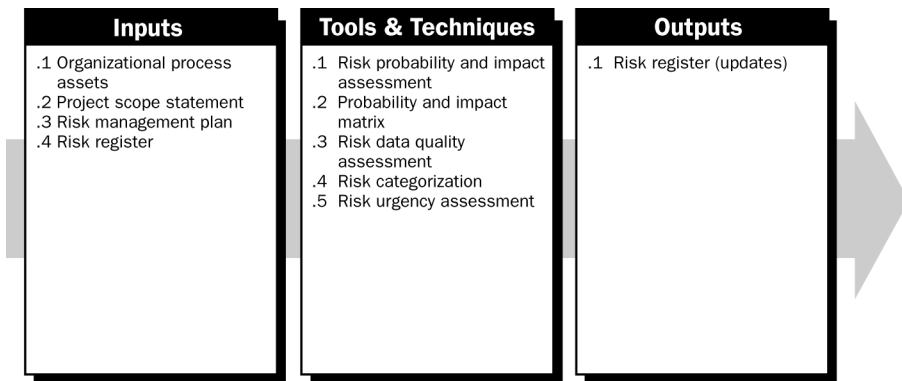 Inputs
.1 Organizational process
assets
.2 Project scope statement
.3 Risk management plan
.4 Risk register
Tools & Techniques
.1 Risk probability and impact
assessment
.2 Probability and impact
matrix
.3 Risk data quality
assessment
.4 Risk categorization
.5 Risk urgency assessment
Outputs
.1 Risk register (updates)